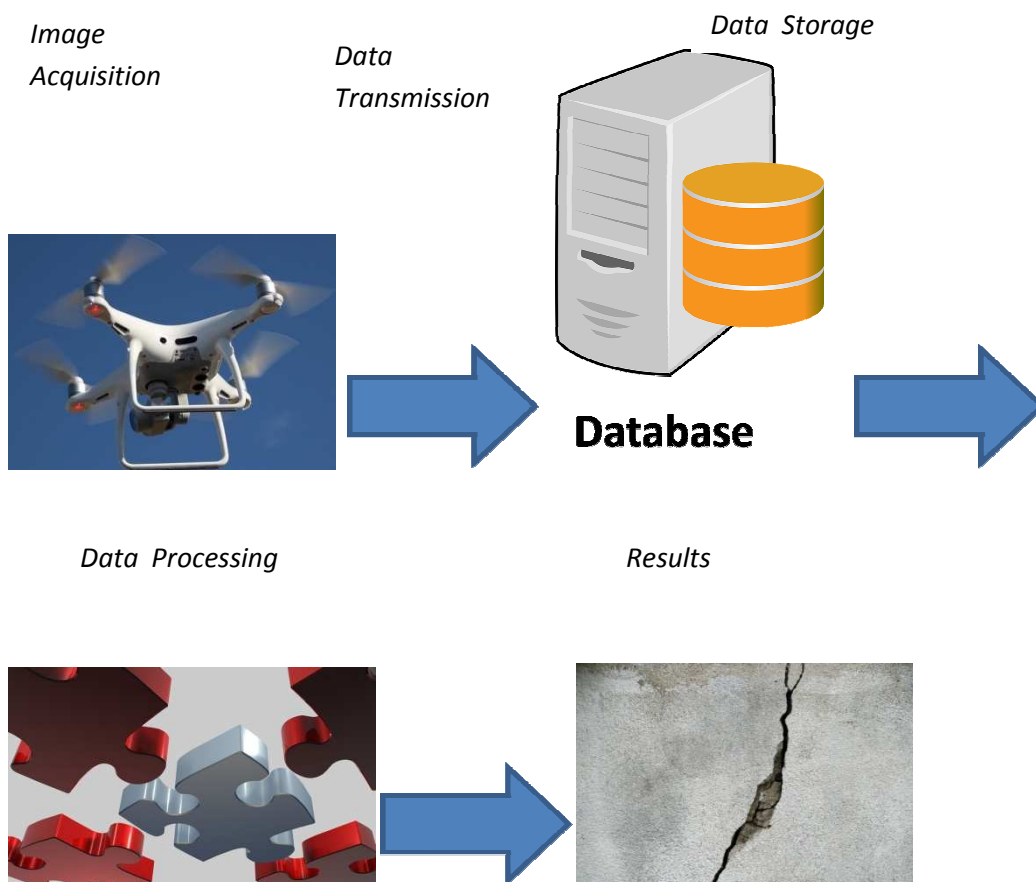 Image
Acquisition
Data
Transmission
Data Storage
Database
Data Processing
Results